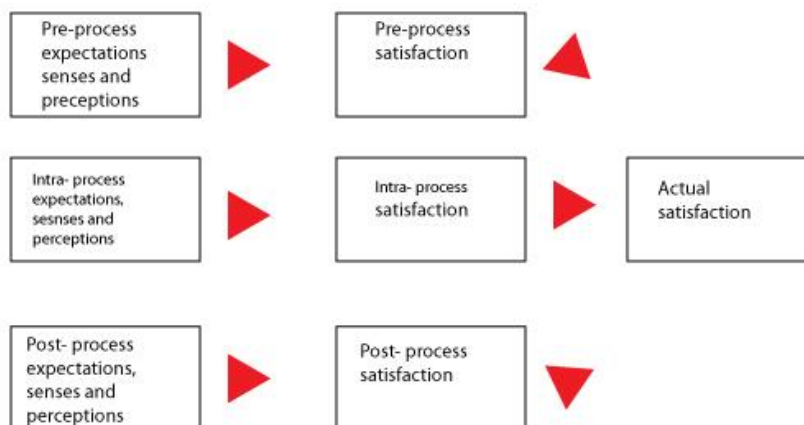 Pre-process
expectations
senses and
preceptions
Pre-process
satisfaction
Intra- process
expectations,
sesnses and
perceptions
Intra- process
satisfaction
Actual
satisfaction
Post- process
expectations,
senses and
perceptions
Post- process
satisfaction